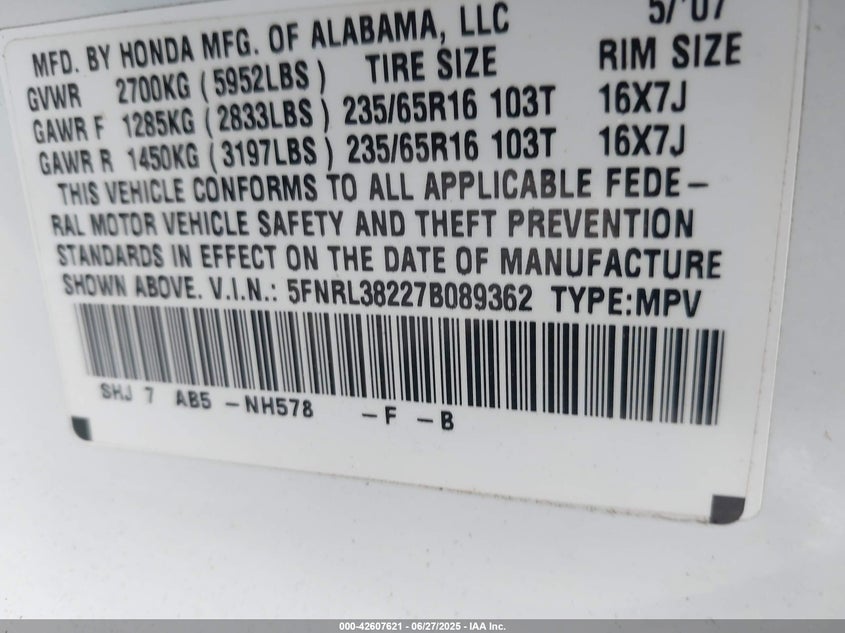 MFD. BY HONDA MFG. OF ALABAMA, LLC 5/'07
GVWR 2700KG (5952LBS) TIRE SIZE RIM SIZE
GAWR F 1285KG (2833LBS) 235/65R16 103T 16X7J
GAWR R 1450KG (3197LBS) 235/65R16 103T 16X7J
THIS VEHICLE CONFORMS TO ALL APPLICABLE FEDE-
RAL MOTOR VEHICLE SAFETY AND THEFT PREVENTION
STANDARDS IN EFFECT ON THE DATE OF MANUFACTURE
SHOWN ABOVE. V.I.N.: 5FNRL38227B089362 TYPE:MPV
SHJ 7 AB5 -NH578 -F -B
000-42607621 | 06/27/2025 - IAA Inc.